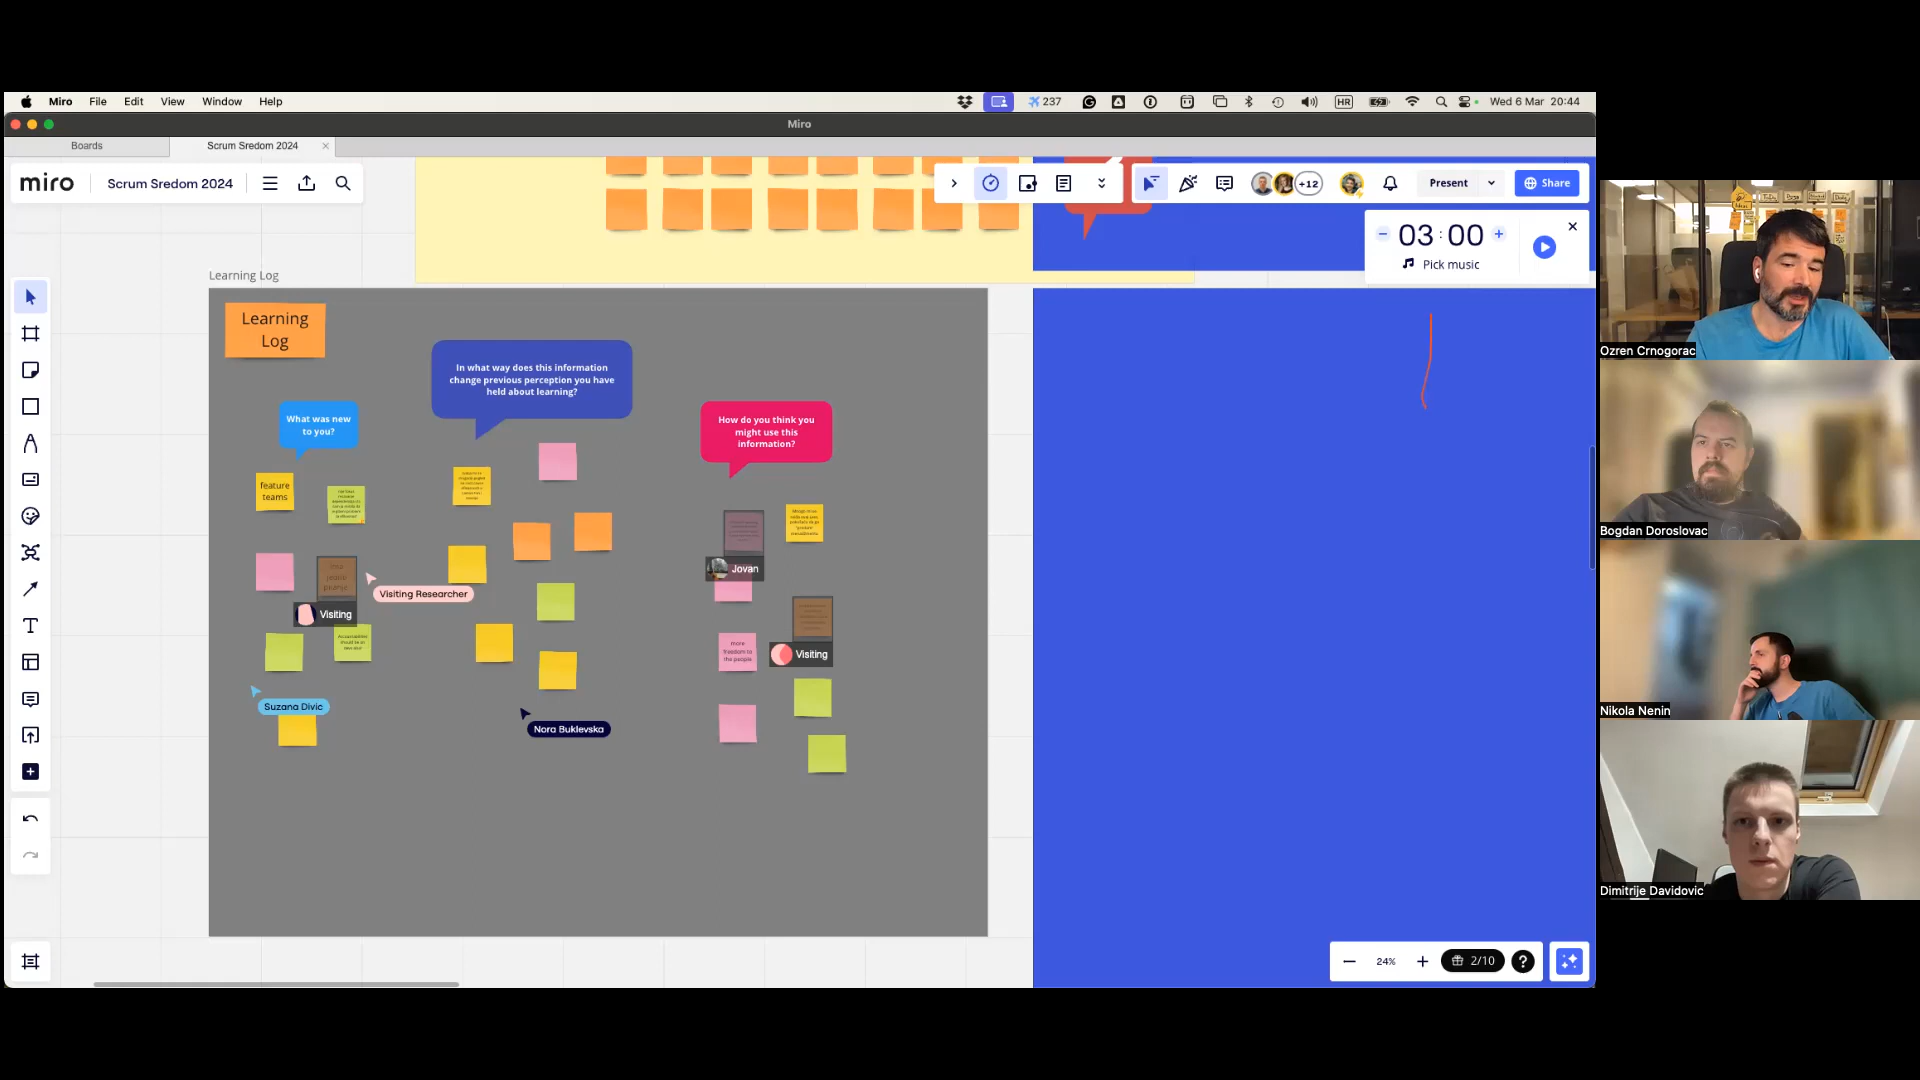 Miro File Edit View Window Help
237
HR
Wed 6 Mar 20:44
Miro
Boards
Scrum Sredom 2024
miro
Scrum Sredom 2024
+12
Present
Share
03 : 00
Pick music
Learning Log
Learning
Log
In what way does this information
change previous perception you have
held about learning?
What was new
to you?
How do you think you
might use this
information?
feature
teams
Jovan
Visiting Researcher
Visiting
more
freedom to
the people
Visiting
Suzana Divic
Nora Buklevska
24%
2/10
Ozren Crnogorac
Bogdan Doroslovac
Nikola Nenin
Dimitrije Davidovic